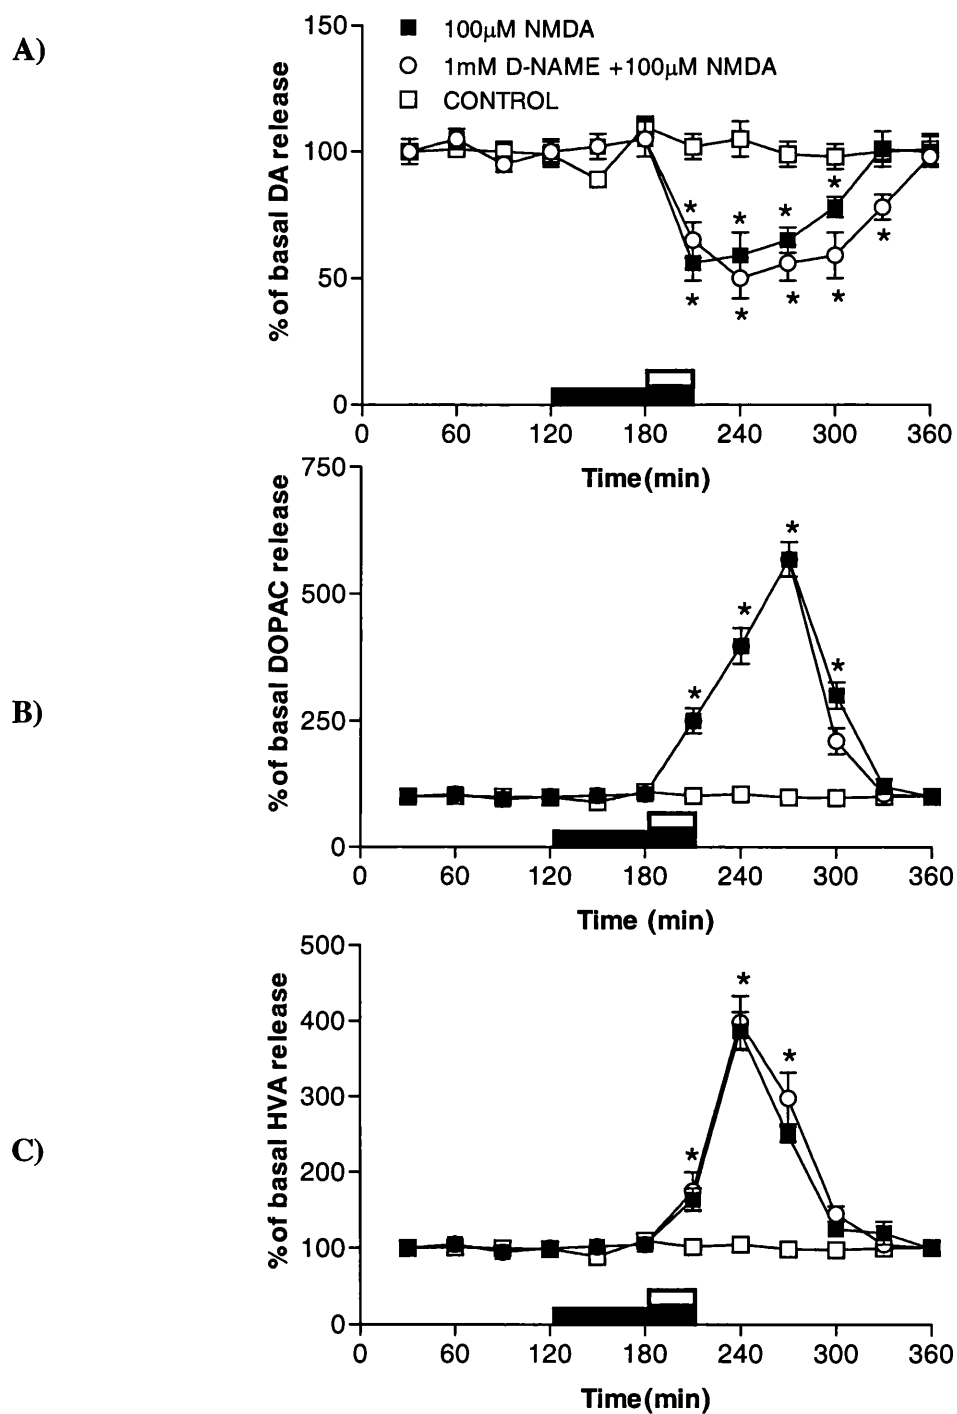 A)
150
100
50
0
% of basal DA release
100µM NMDA
1mM D-NAME +100µM NMDA
CONTROL
* * * *
* * * * *
0 60 120 180 240 300 360
Time (min)
B)
750
500
250
0
% of basal DOPAC release
* * * *
0 60 120 180 240 300 360
Time (min)
C)
500
400
300
200
100
0
% of basal HVA release
* * *
0 60 120 180 240 300 360
Time (min)